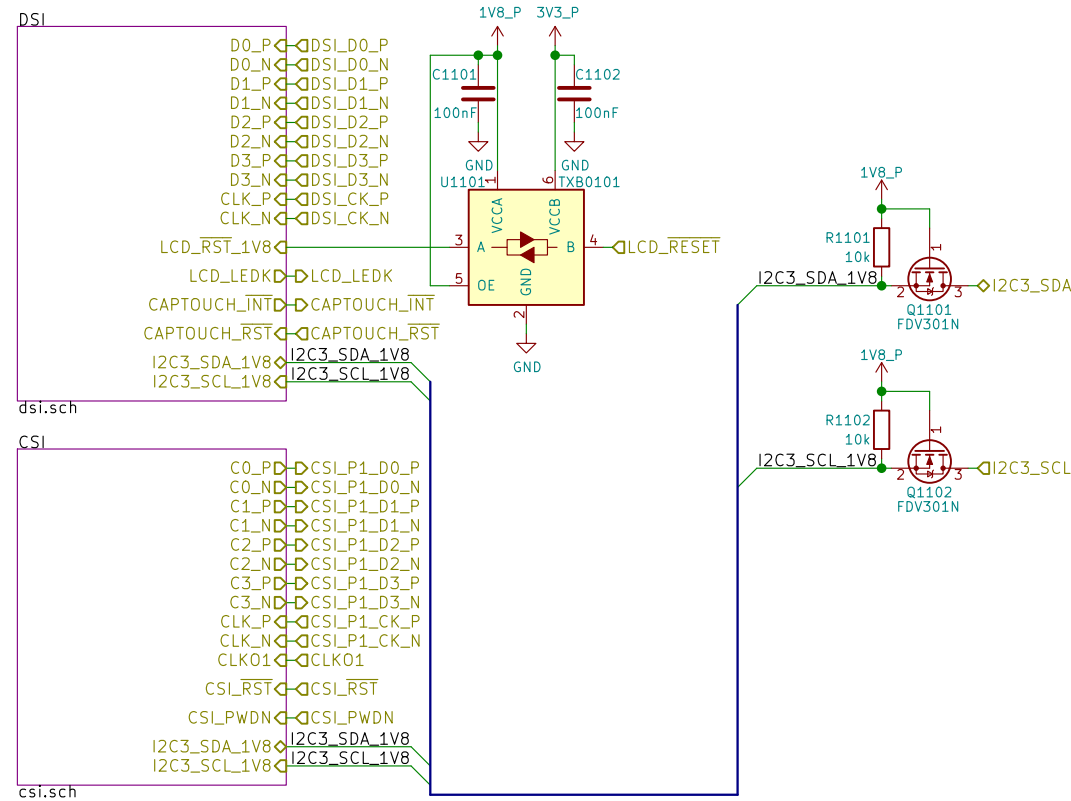 DSI
D0_P DSI_D0_P
D0_N DSI_D0_N
D1_P DSI_D1_P
D1_N DSI_D1_N
D2_P DSI_D2_P
D2_N DSI_D2_N
D3_P DSI_D3_P
D3_N DSI_D3_N
CLK_P DSI_CK_P
CLK_N DSI_CK_N
LCD_RST_1V8
LCD_LEDK LCD_LEDK
CAPTOUCH_INT CAPTOUCH_INT
CAPTOUCH_RST CAPTOUCH_RST
I2C3_SDA_1V8 I2C3_SDA_1V8
I2C3_SCL_1V8 I2C3_SCL_1V8
dsi.sch
1V8_P 3V3_P
C1101 C1102
100nF 100nF
GND GND
U1101 TXB0101
1 6
VCCA VCCB
3 A B 4 LCD_RESET
5 OE GND
2
GND
1V8_P
R1101
10k
1
I2C3_SDA_1V8 2 3 I2C3_SDA
Q1101
FDV301N
1V8_P
R1102
10k
1
I2C3_SCL_1V8 2 3 I2C3_SCL
Q1102
FDV301N
CSI
C0_P CSI_P1_D0_P
C0_N CSI_P1_D0_N
C1_P CSI_P1_D1_P
C1_N CSI_P1_D1_N
C2_P CSI_P1_D2_P
C2_N CSI_P1_D2_N
C3_P CSI_P1_D3_P
C3_N CSI_P1_D3_N
CLK_P CSI_P1_CK_P
CLK_N CSI_P1_CK_N
CLKO1 CLKO1
CSI_RST CSI_RST
CSI_PWDN CSI_PWDN
I2C3_SDA_1V8 I2C3_SDA_1V8
I2C3_SCL_1V8 I2C3_SCL_1V8
csi.sch